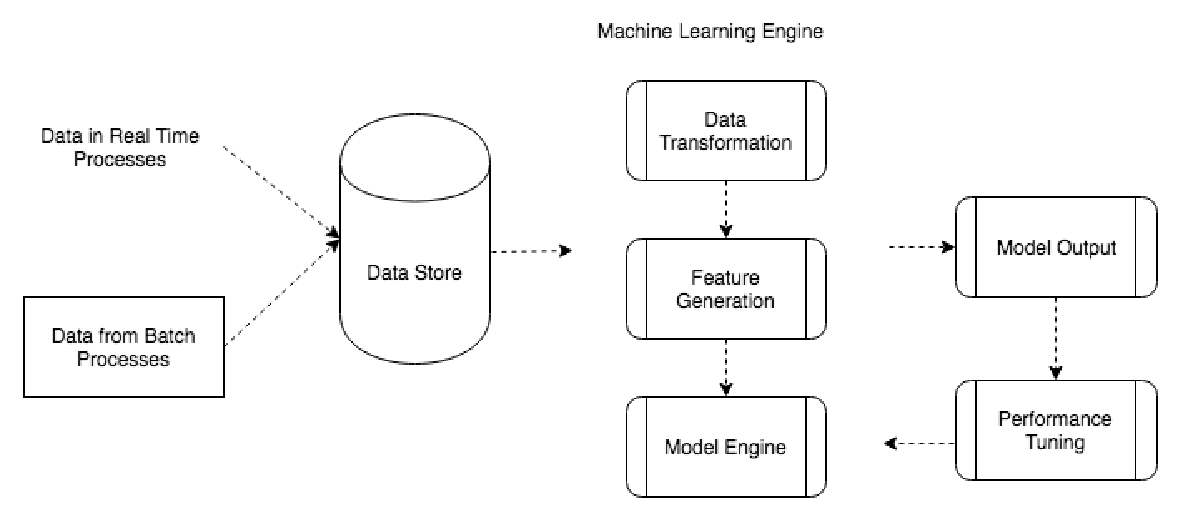 Machine Learning Engine
Data in Real Time
Processes
Data from Batch
Processes
Data Store
Data
Transformation
Feature
Generation
Model Engine
Model Output
Performance
Tuning